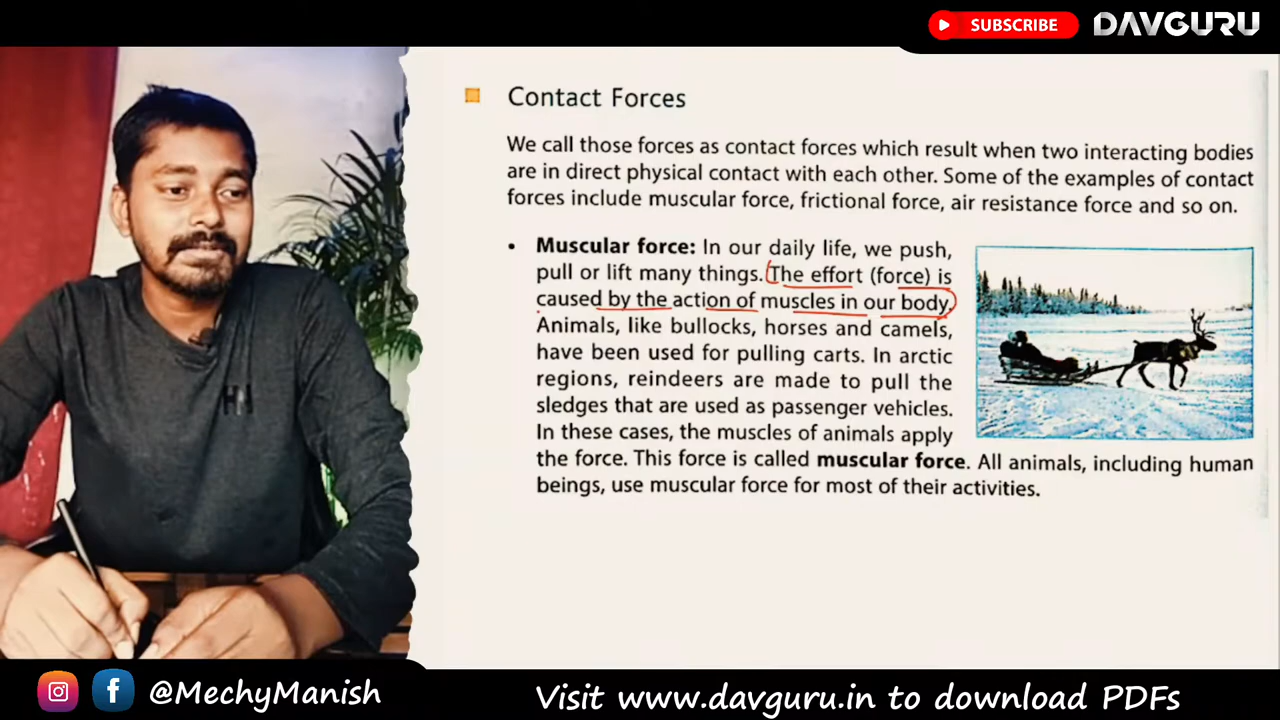 SUBSCRIBE DAVGURU
Contact Forces
We call those forces as contact forces which result when two interacting bodies
are in direct physical contact with each other. Some of the examples of contact
forces include muscular force, frictional force, air resistance force and so on.
• Muscular force: In our daily life, we push,
pull or lift many things. The effort (force) is
caused by the action of muscles in our body.
Animals, like bullocks, horses and camels,
have been used for pulling carts. In arctic
regions, reindeers are made to pull the
sledges that are used as passenger vehicles.
In these cases, the muscles of animals apply
the force. This force is called muscular force. All animals, including human
beings, use muscular force for most of their activities.
H
@MechyManish
Visit www.davguru.in to download PDFs